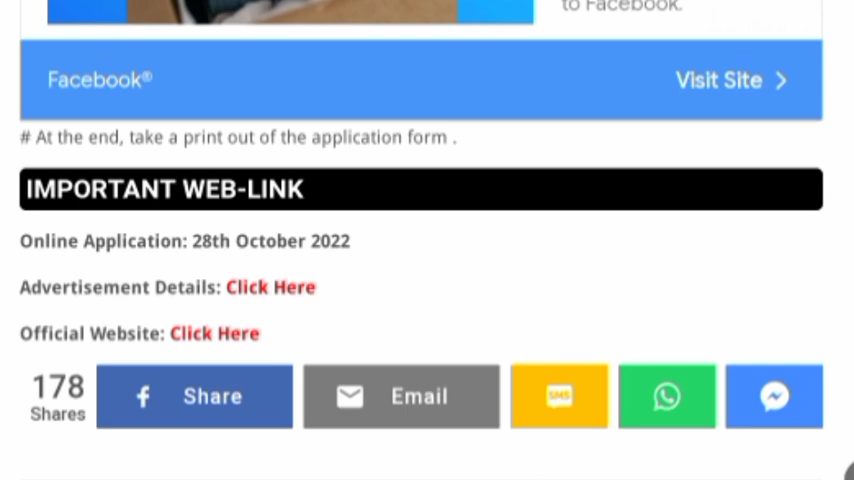 to Facebook.
Facebook®
Visit Site
# At the end, take a print out of the application form .
IMPORTANT WEB-LINK
Online Application: 28th October 2022
Advertisement Details: Click Here
Official Website: Click Here
178
Shares
Share
Email
SMS